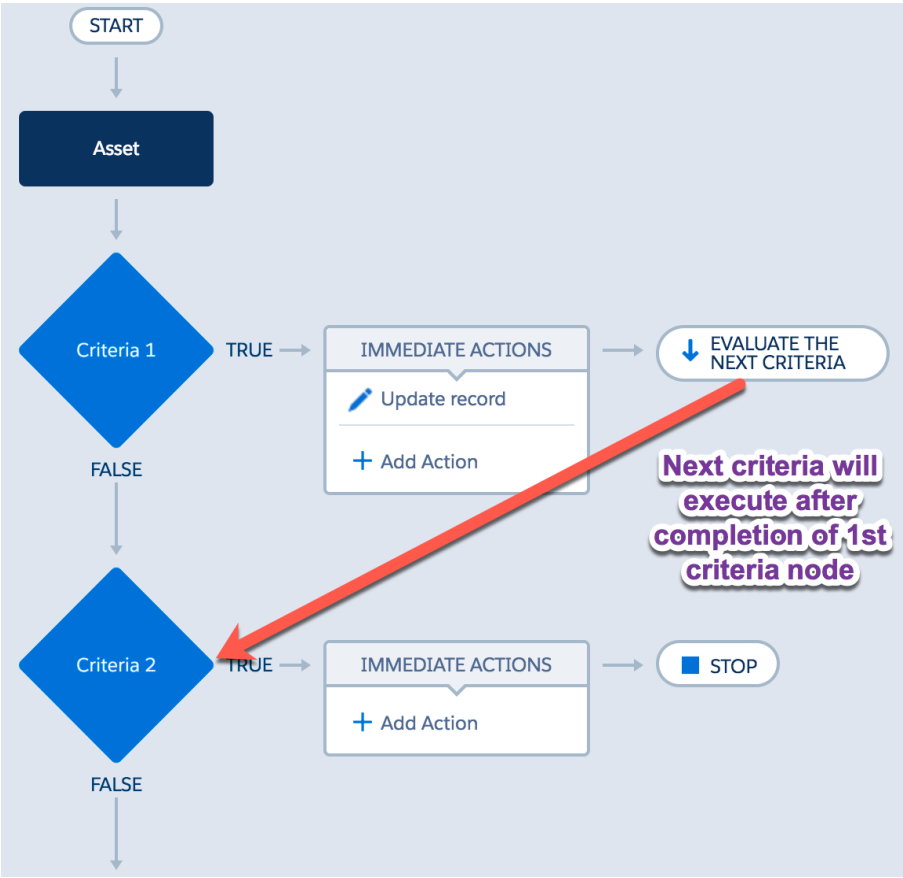 START
Asset
Criteria 1
TRUE
IMMEDIATE ACTIONS
Update record
+ Add Action
EVALUATE THE
NEXT CRITERIA
Next criteria will
execute after
completion of 1st
criteria node
FALSE
Criteria 2
TRUE
IMMEDIATE ACTIONS
+ Add Action
STOP
FALSE